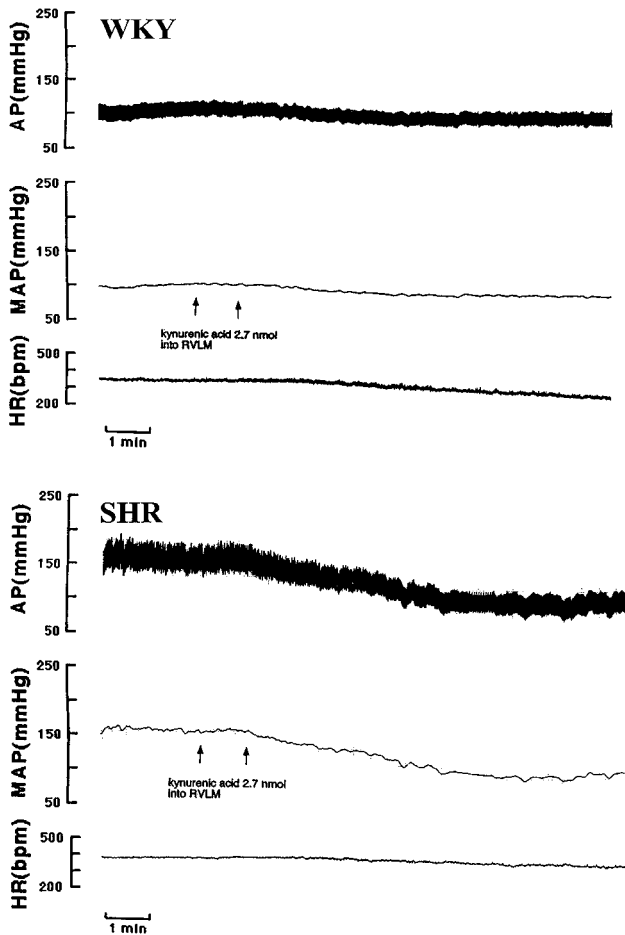 WKY
AP(mmHg)
250
150
50
MAP(mmHg)
250
150
50
kynurenic acid 2.7 nmol
into RVLM
HR(bpm)
500
200
1 min
SHR
AP(mmHg)
250
150
50
MAP(mmHg)
250
150
50
kynurenic acid 2.7 nmol
into RVLM
HR(bpm)
500
200
1 min